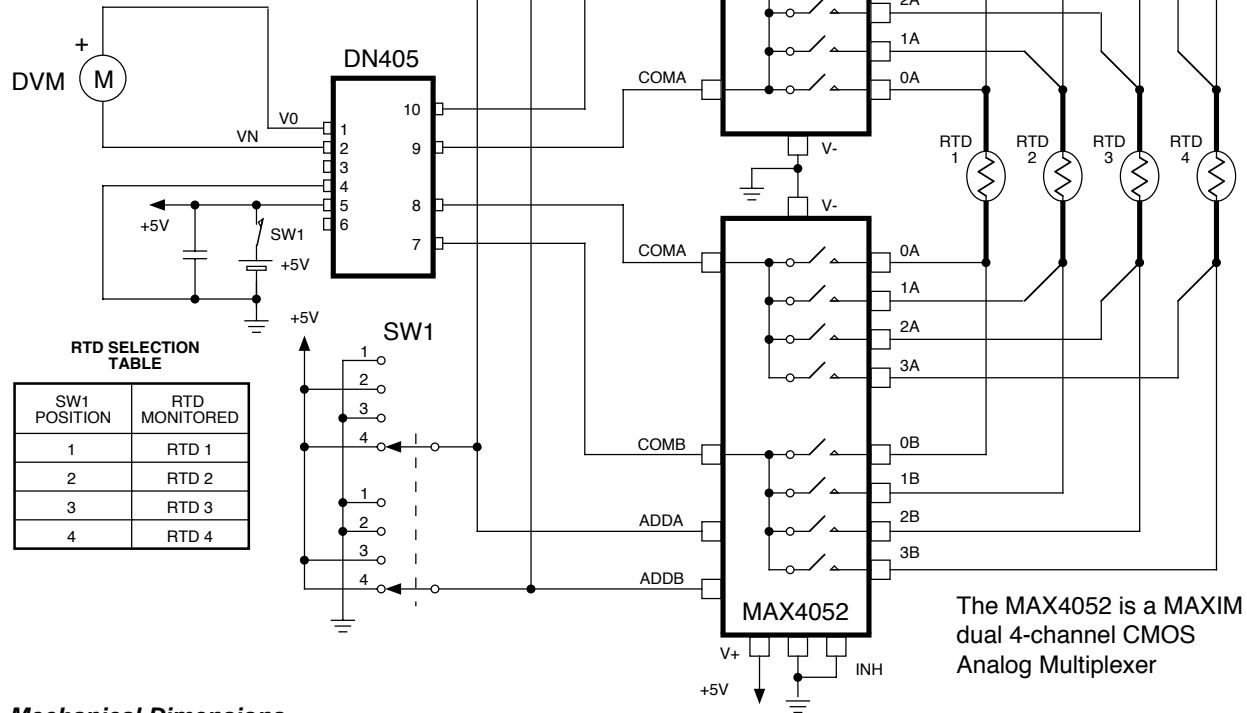 2A
1A
0A
COMA
V-
+
DVM
M
DN405
V0
VN
1
2
3
4
5
6
10
9
8
7
+5V
SW1
+5V
RTD
1
RTD
2
RTD
3
RTD
4
V-
COMA
0A
1A
2A
3A
COMB
0B
1B
2B
3B
ADDA
ADDB
MAX4052
V+
+5V
INH
+5V
SW1
1
2
3
4
1
2
3
4
RTD SELECTION
TABLE
SW1
POSITION
RTD
MONITORED
1
RTD 1
2
RTD 2
3
RTD 3
4
RTD 4
The MAX4052 is a MAXIM
dual 4-channel CMOS
Analog Multiplexer
Mechanical Dimensions